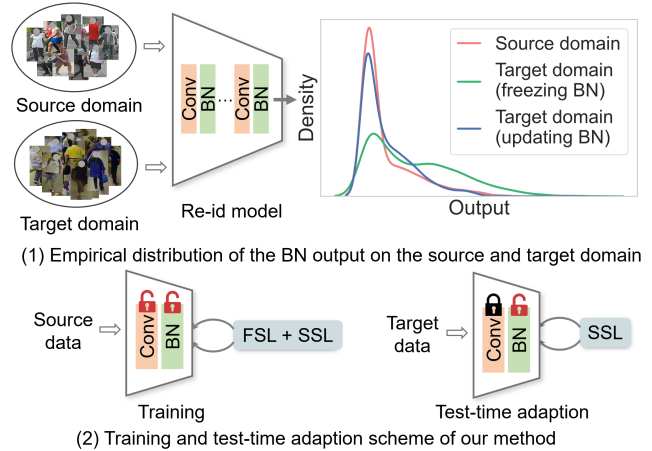 Source domain
Target domain
Conv
BN
...
Conv
BN
Re-id model
Density
Source domain
Target domain
(freezing BN)
Target domain
(updating BN)
Output
(1) Empirical distribution of the BN output on the source and target domain
Source
data
Conv
BN
FSL + SSL
Training
Target
data
Conv
BN
SSL
Test-time adaption
(2) Training and test-time adaption scheme of our method